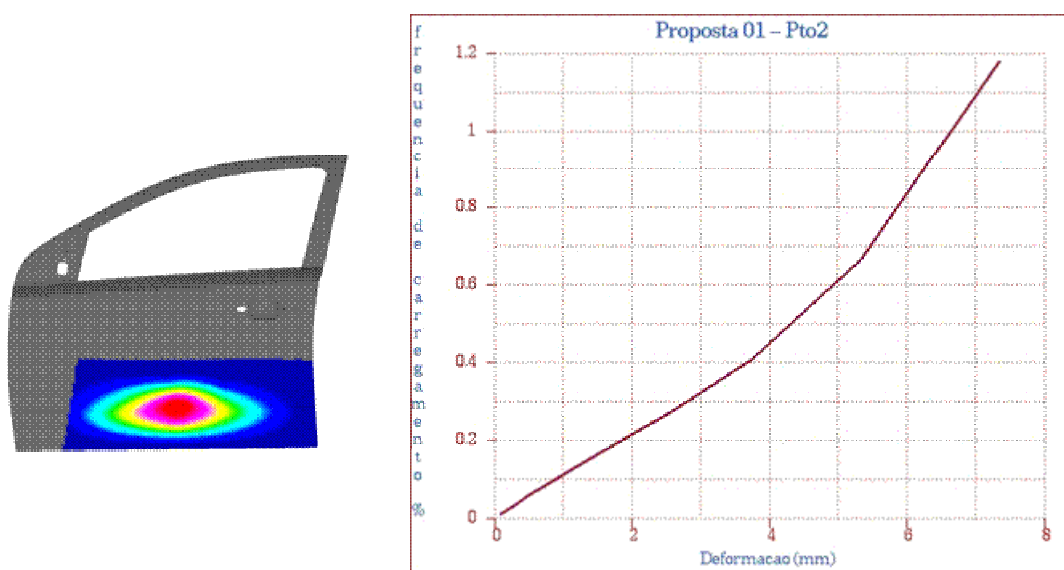 Proposta 01 – Pto2
frequencia de carregamento %
1.2
1
0.8
0.6
0.4
0.2
0
0 2 4 6 8
Deformacao (mm)